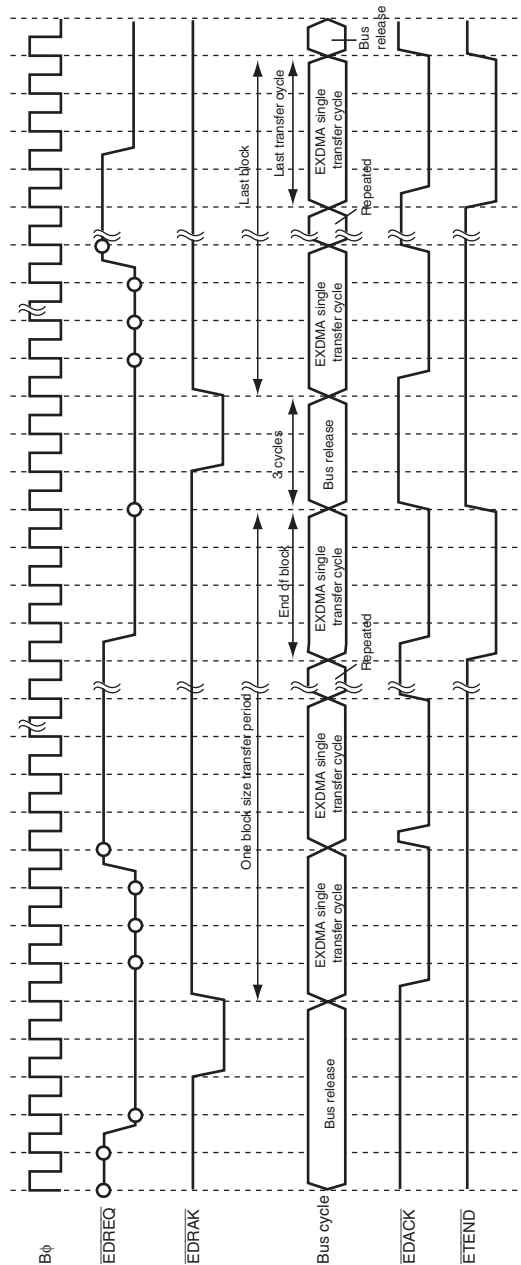 Bφ
EDREQ
EDRAK
Bus cycle
EDACK
ETEND
One block size transfer period
Last block
End of block
3 cycles
Last transfer cycle
Bus release
EXDMA single
transfer cycle
EXDMA single
transfer cycle
Repeated
EXDMA single
transfer cycle
Bus release
EXDMA single
transfer cycle
Repeated
EXDMA single
transfer cycle
Bus
release